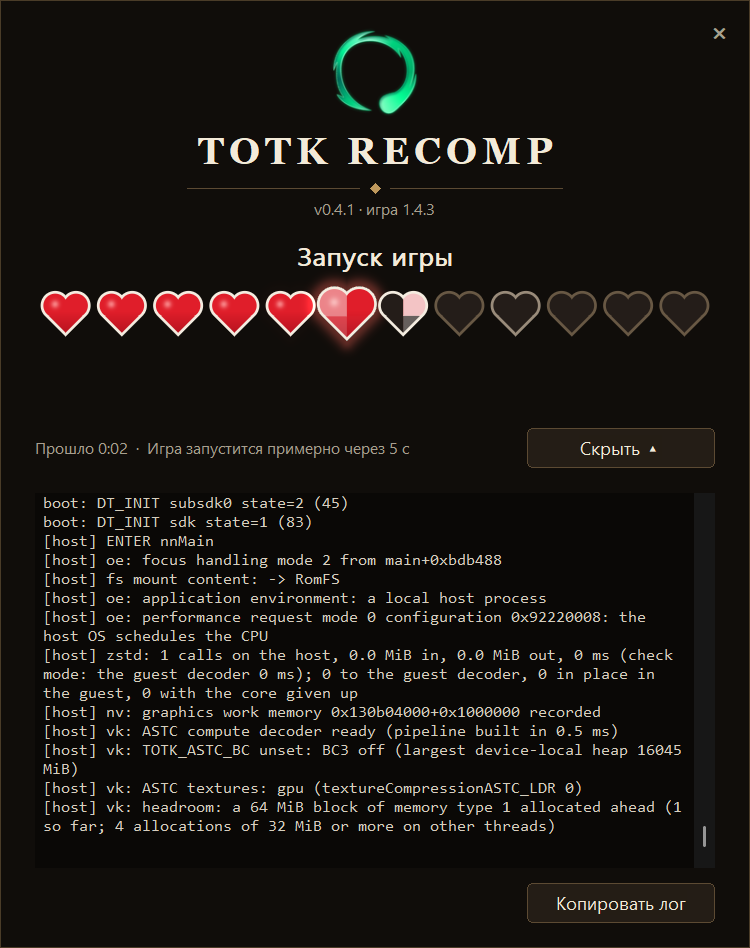 TOTK RECOMP
v0.4.1 · игра 1.4.3
Запуск игры
Прошло 0:02 · Игра запустится примерно через 5 с
Скрыть ▲
boot: DT_INIT subsdk0 state=2 (45)
boot: DT_INIT sdk state=1 (83)
[host] ENTER nnMain
[host] oe: focus handling mode 2 from main+0xbdb488
[host] fs mount content: -> RomFS
[host] oe: application environment: a local host process
[host] oe: performance request mode 0 configuration 0x92220008: the
host OS schedules the CPU
[host] zstd: 1 calls on the host, 0.0 MiB in, 0.0 MiB out, 0 ms (check
mode: the guest decoder 0 ms); 0 to the guest decoder, 0 in place in
the guest, 0 with the core given up
[host] nv: graphics work memory 0x130b04000+0x1000000 recorded
[host] vk: ASTC compute decoder ready (pipeline built in 0.5 ms)
[host] vk: TOTK_ASTC_BC unset: BC3 off (largest device-local heap 16045
MiB)
[host] vk: ASTC textures: gpu (textureCompressionASTC_LDR 0)
[host] vk: headroom: a 64 MiB block of memory type 1 allocated ahead (1
so far; 4 allocations of 32 MiB or more on other threads)
Копировать лог